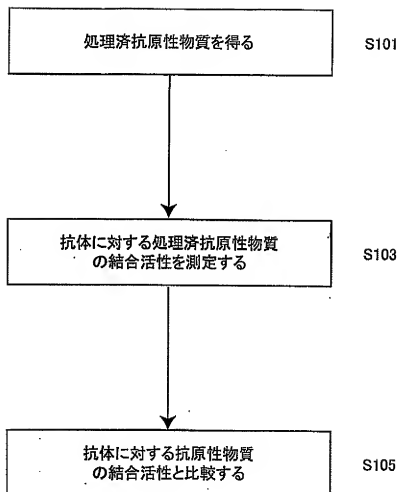 処理済抗原性物質を得る
S101
抗体に対する処理済抗原性物質
の結合活性を測定する
S103
抗体に対する抗原性物質
の結合活性と比較する
S105